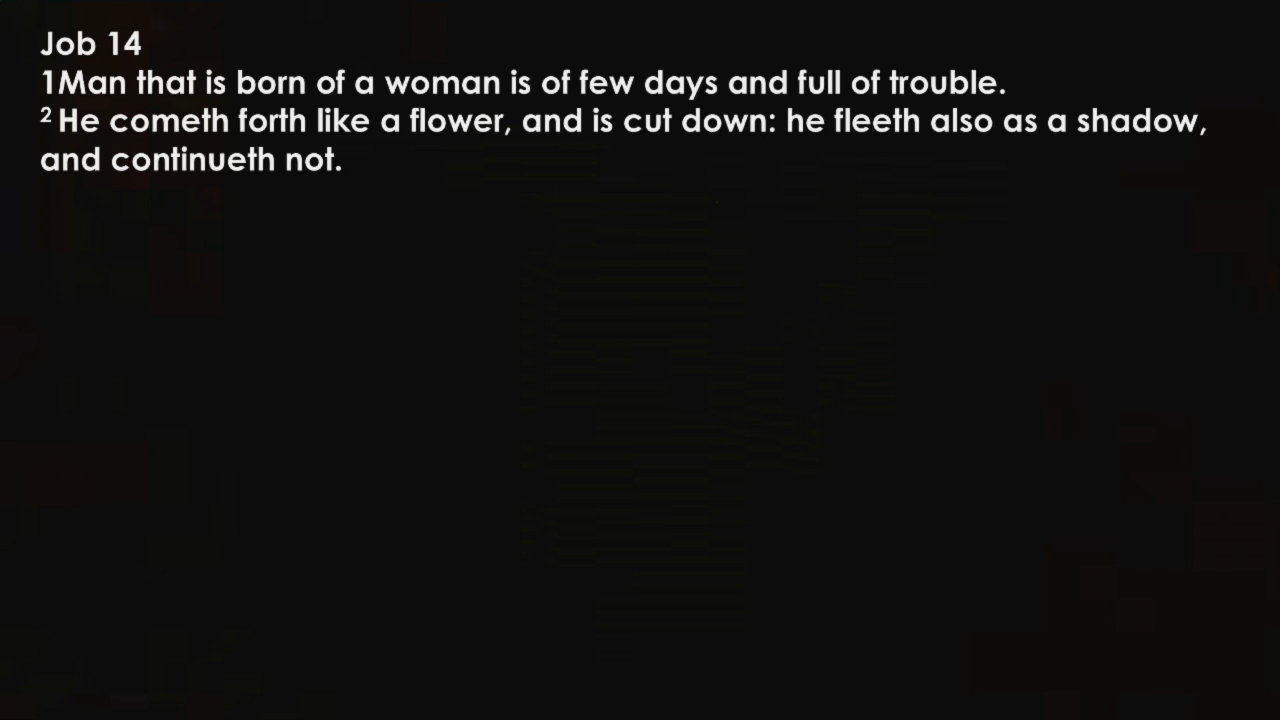 Job 14
1Man that is born of a woman is of few days and full of trouble.
2 He cometh forth like a flower, and is cut down: he fleeth also as a shadow,
and continueth not.